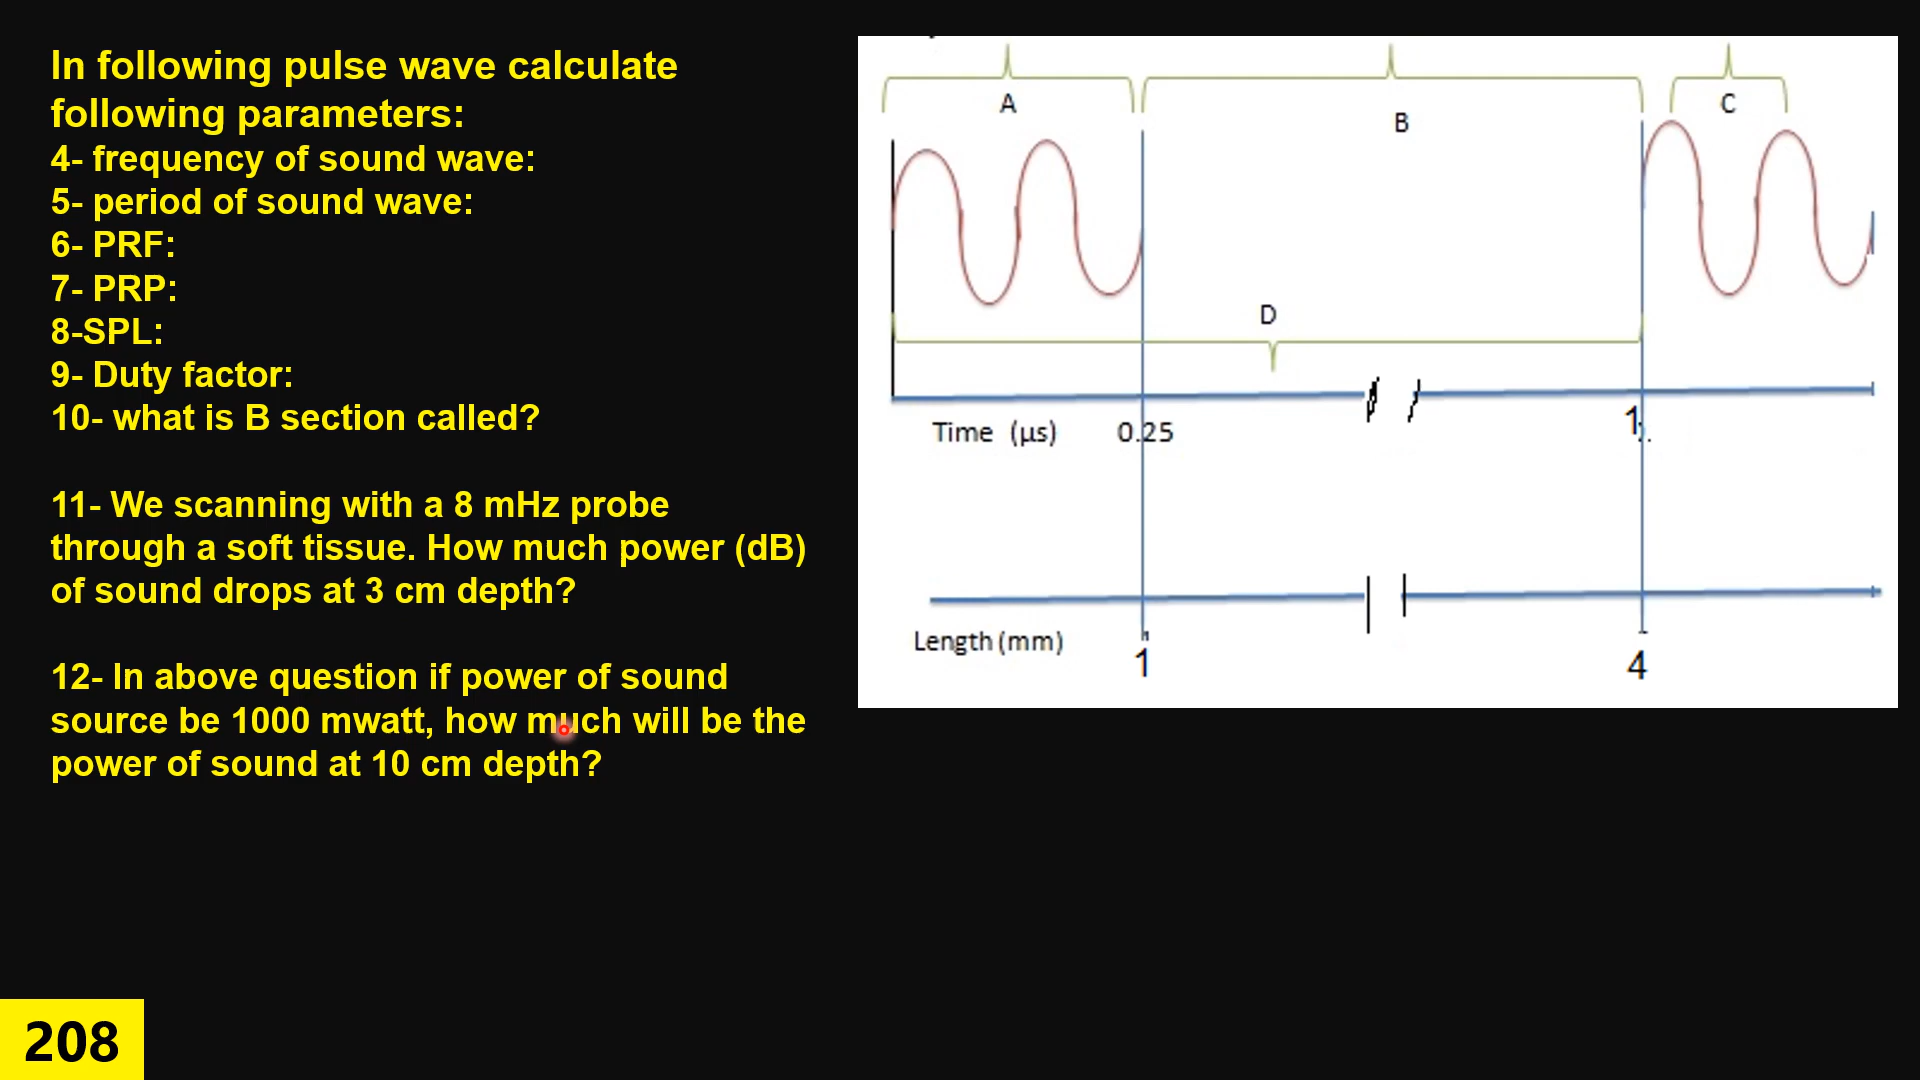 In following pulse wave calculate
following parameters:
4- frequency of sound wave:
5- period of sound wave:
6- PRF:
7- PRP:
8-SPL:
9- Duty factor:
10- what is B section called?
11- We scanning with a 8 mHz probe
through a soft tissue. How much power (dB)
of sound drops at 3 cm depth?
12- In above question if power of sound
source be 1000 mwatt, how much will be the
power of sound at 10 cm depth?
208
A
B
C
D
Time (µs)
0.25
1
Length (mm)
1
4